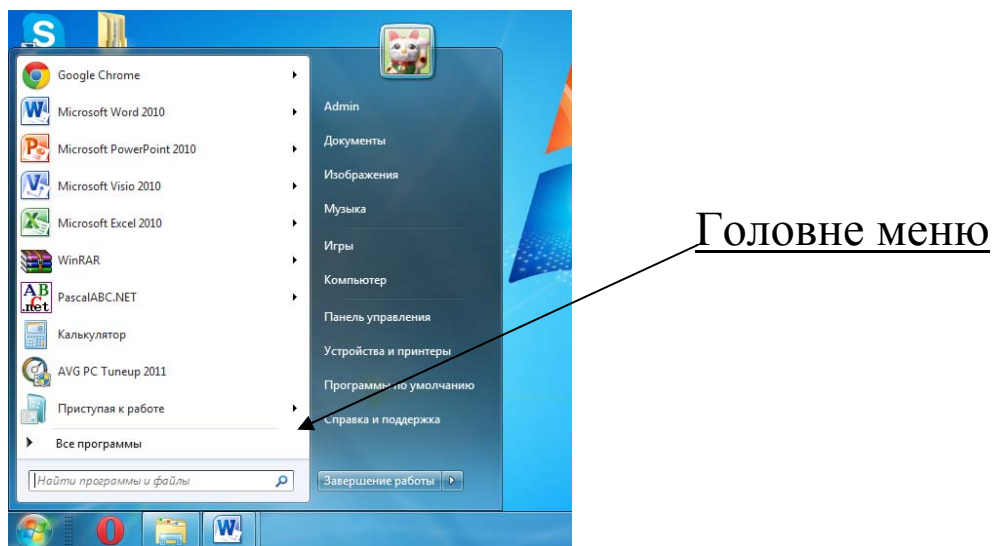 Google Chrome
Microsoft Word 2010
Microsoft PowerPoint 2010
Microsoft Visio 2010
Microsoft Excel 2010
WinRAR
PascalABC.NET
Калькулятор
AVG PC Tuneup 2011
Приступая к работе
Все программы
Найти программы и файлы
Admin
Документы
Изображения
Музыка
Игры
Компьютер
Панель управления
Устройства и принтеры
Программы по умолчанию
Справка и поддержка
Завершение работы
Головне меню